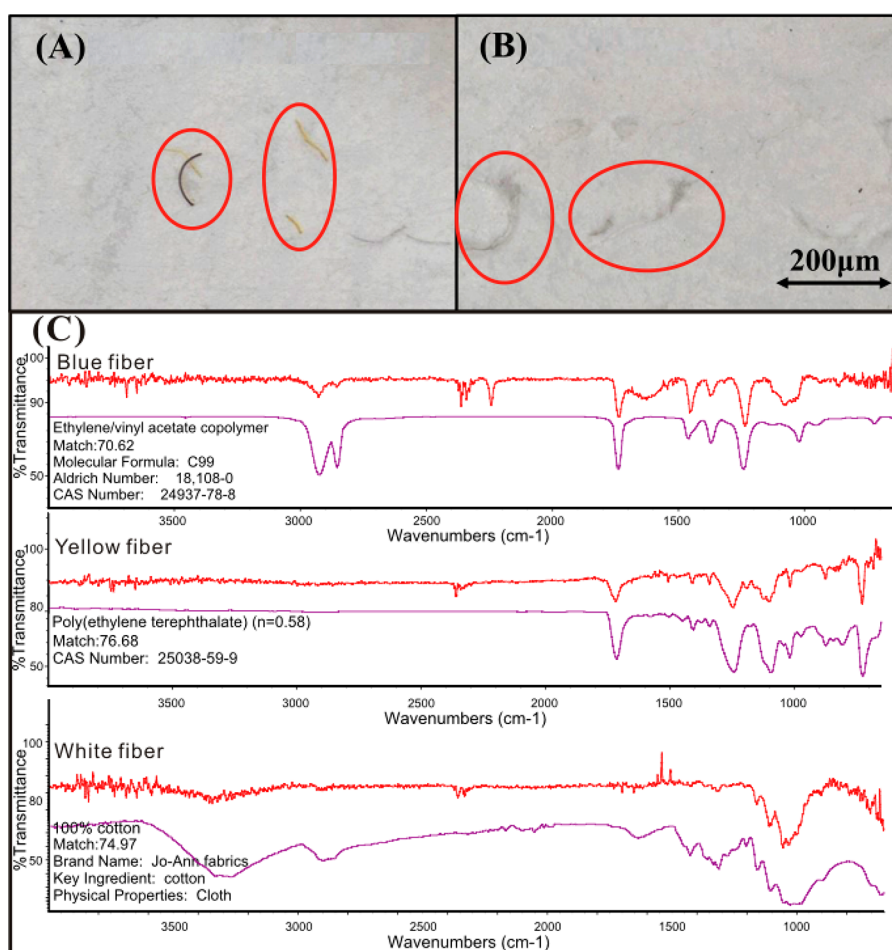 (A)
(B)
200μm
(C)
100
Blue fiber
90
Ethylene/vinyl acetate copolymer
Match:70.62
Molecular Formula: C99
50
Aldrich Number: 18,108-0
CAS Number: 24937-78-8
%Transmittance
3500 3000 2500 2000 1500 1000
Wavenumbers (cm-1)
Yellow fiber
100
80
Poly(ethylene terephthalate) (n=0.58)
Match:76.68
50
CAS Number: 25038-59-9
%Transmittance
3500 3000 2500 2000 1500 1000
Wavenumbers (cm-1)
100
White fiber
80
100% cotton
Match:74.97
50
Brand Name: Jo-Ann fabrics
Key Ingredient: cotton
Physical Properties: Cloth
%Transmittance
3500 3000 2500 2000 1500 1000
Wavenumbers (cm-1)